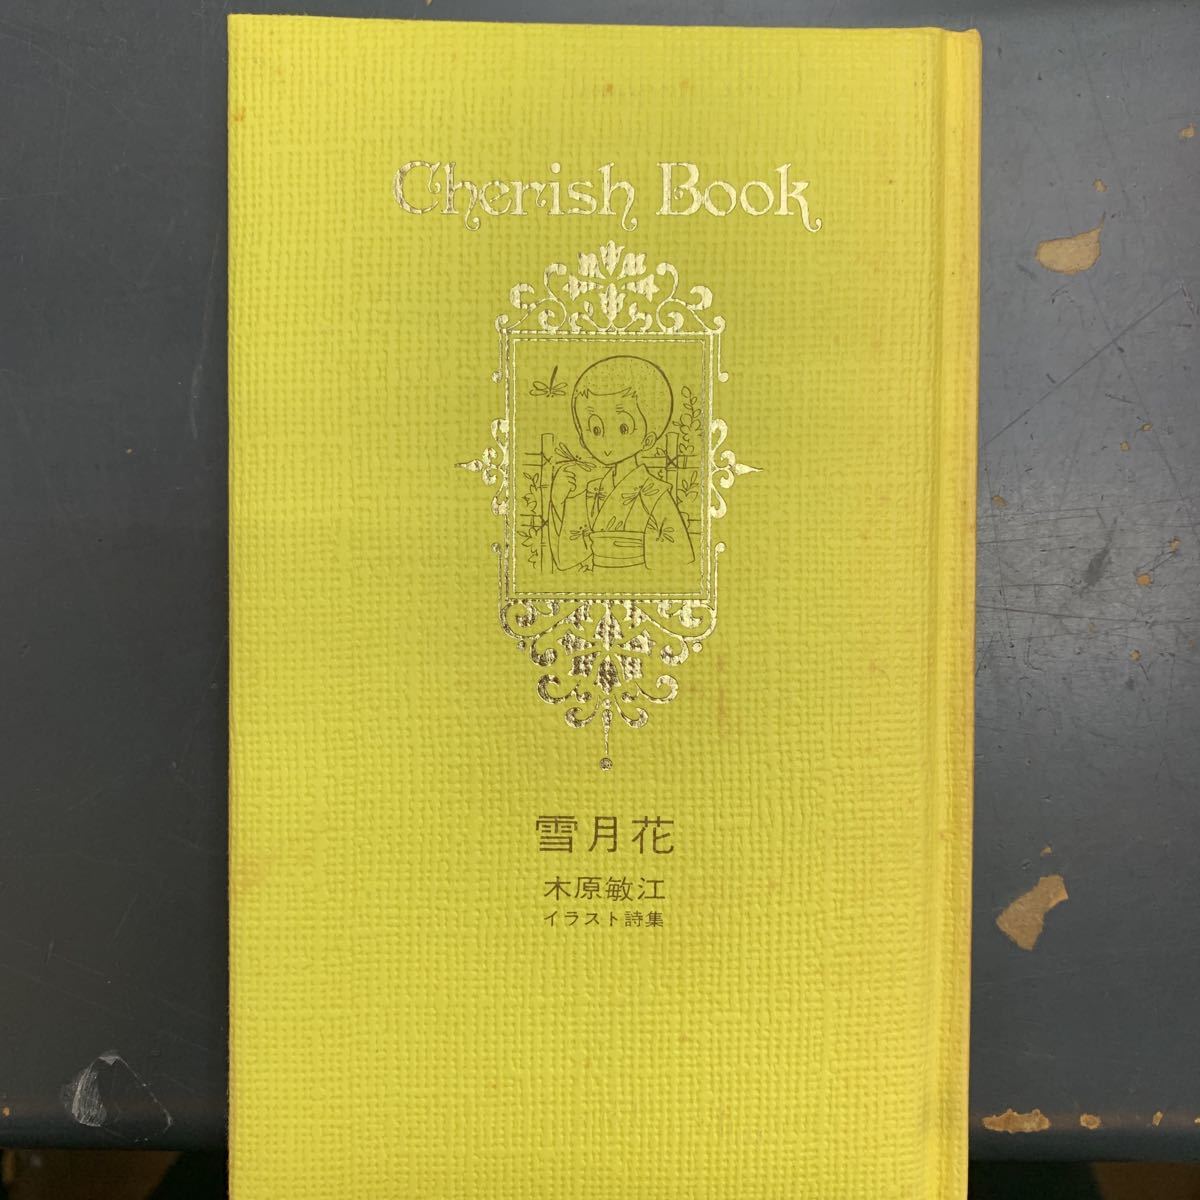 Cherish Book
雪月花
木原敏江
イラスト詩集